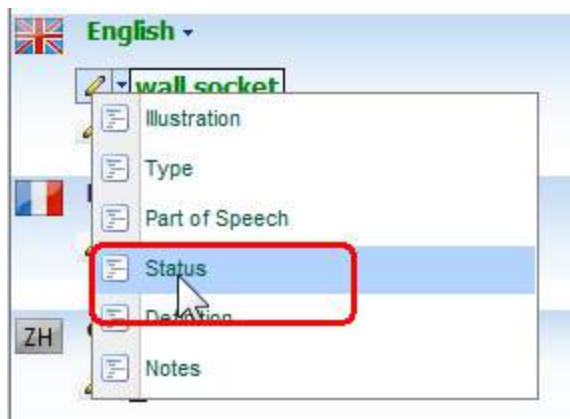 English
wall socket
Illustration
Type
Part of Speech
Status
Definition
ZH
Notes